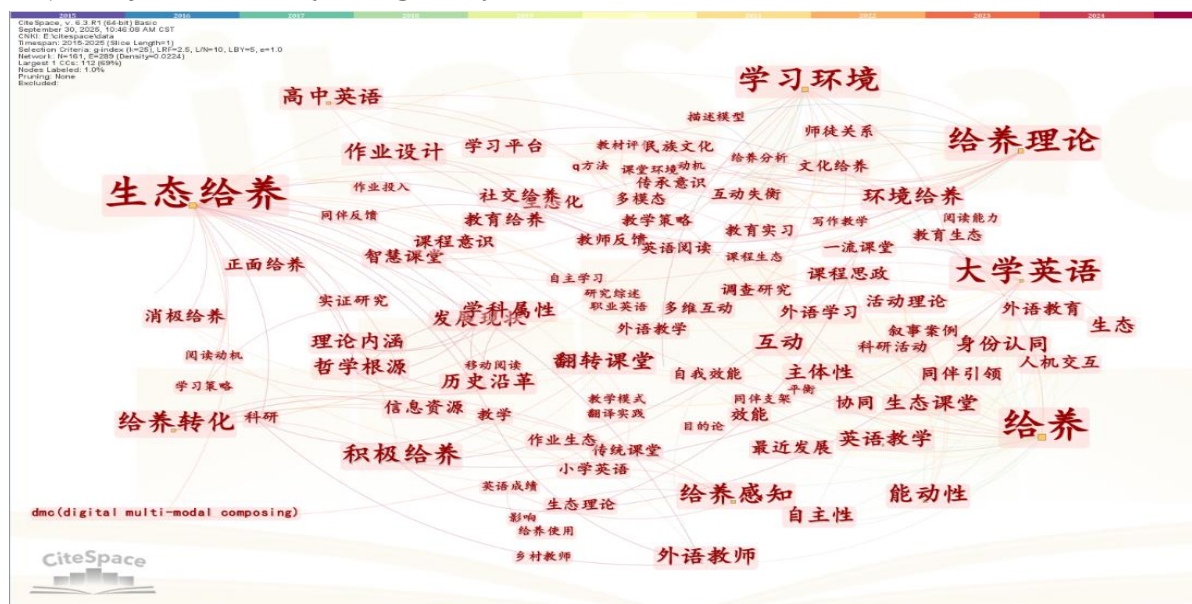 2015 2016 2017 2021 2022 2023 2024
CiteSpace, v. 6.3.R1 (64-bit) Basic
September 30, 2025, 10:46:08 AM CST
CNKI: E:\citespace\data
Timespan: 2015-2025 (Slice Length=1)
Selection Criteria: g-index (k=25), LRF=2.5, L/N=10, LBY=5, e=1.0
Network: N=161, E=289 (Density=0.0224)
Largest 1 CCs: 112 (69%)
Nodes Labeled: 1.0%
Pruning: None
Excluded:
学习环境
高中英语
描述模型
师徒关系
给养理论
作业设计
学习平台
教材评
民族文化
q方法
课堂环境
动机
给养分析
文化给养
生态给养
作业投入
社交给养
生态化
传承意识
多模态
互动失衡
环境给养
同伴反馈
教育给养
教学策略
教育实习
写作教学
阅读能力
课程意识
教师反馈
英语阅读
一流课堂
教育生态
智慧课堂
课程生态
正面给养
自主学习
课程思政
大学英语
研究综述
调查研究
实证研究
学科属性
职业英语
多维互动
外语学习
活动理论
外语教育
消极给养
发展现状
外语教学
叙事案例
生态
理论内涵
互动
科研活动
身份认同
阅读动机
哲学根源
移动阅读
翻转课堂
自我效能
主体性
同伴引领
人机交互
学习策略
历史沿革
平衡
给养转化
科研
信息资源
教学
教学模式
翻译实践
同伴支架
效能
协同
生态课堂
给养
目的论
作业生态
传统课堂
最近发展
英语教学
积极给养
小学英语
英语成绩
给养感知
能动性
生态理论
dmc(digital multi-modal composing)
影响
自主性
给养使用
乡村教师
外语教师
CiteSpace